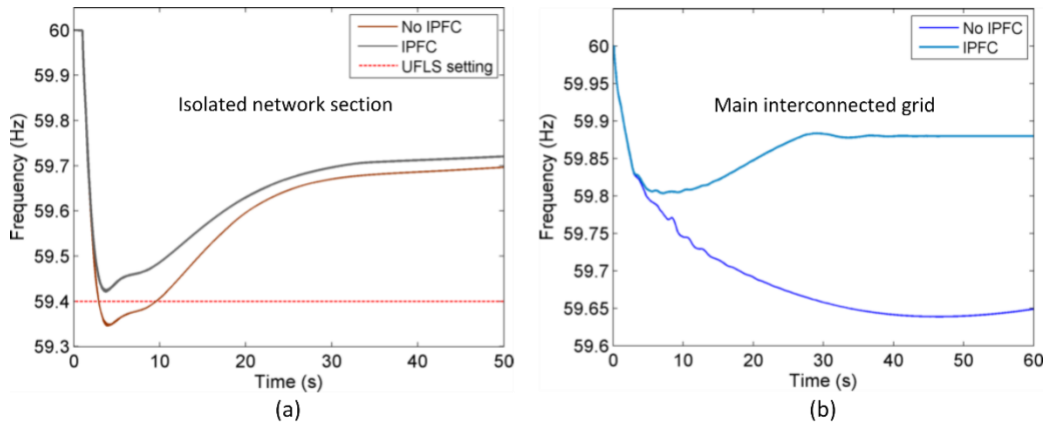 60
59.9
59.8
59.7
59.6
59.5
59.4
59.3
Frequency (Hz)
0
10
20
30
40
50
Time (s)
No IPFC
IPFC
UFLS setting
Isolated network section
(a)
60
59.95
59.9
59.85
59.8
59.75
59.7
59.65
59.6
Frequency (Hz)
0
10
20
30
40
50
60
Time (s)
No IPFC
IPFC
Main interconnected grid
(b)